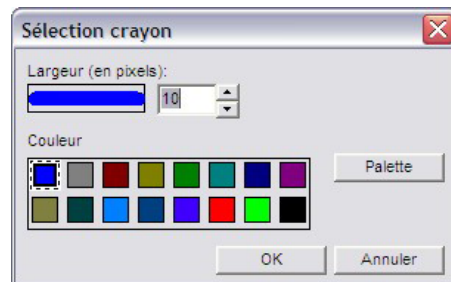 Sélection crayon
Largeur (en pixels):
10
Couleur
Palette
OK
Annuler